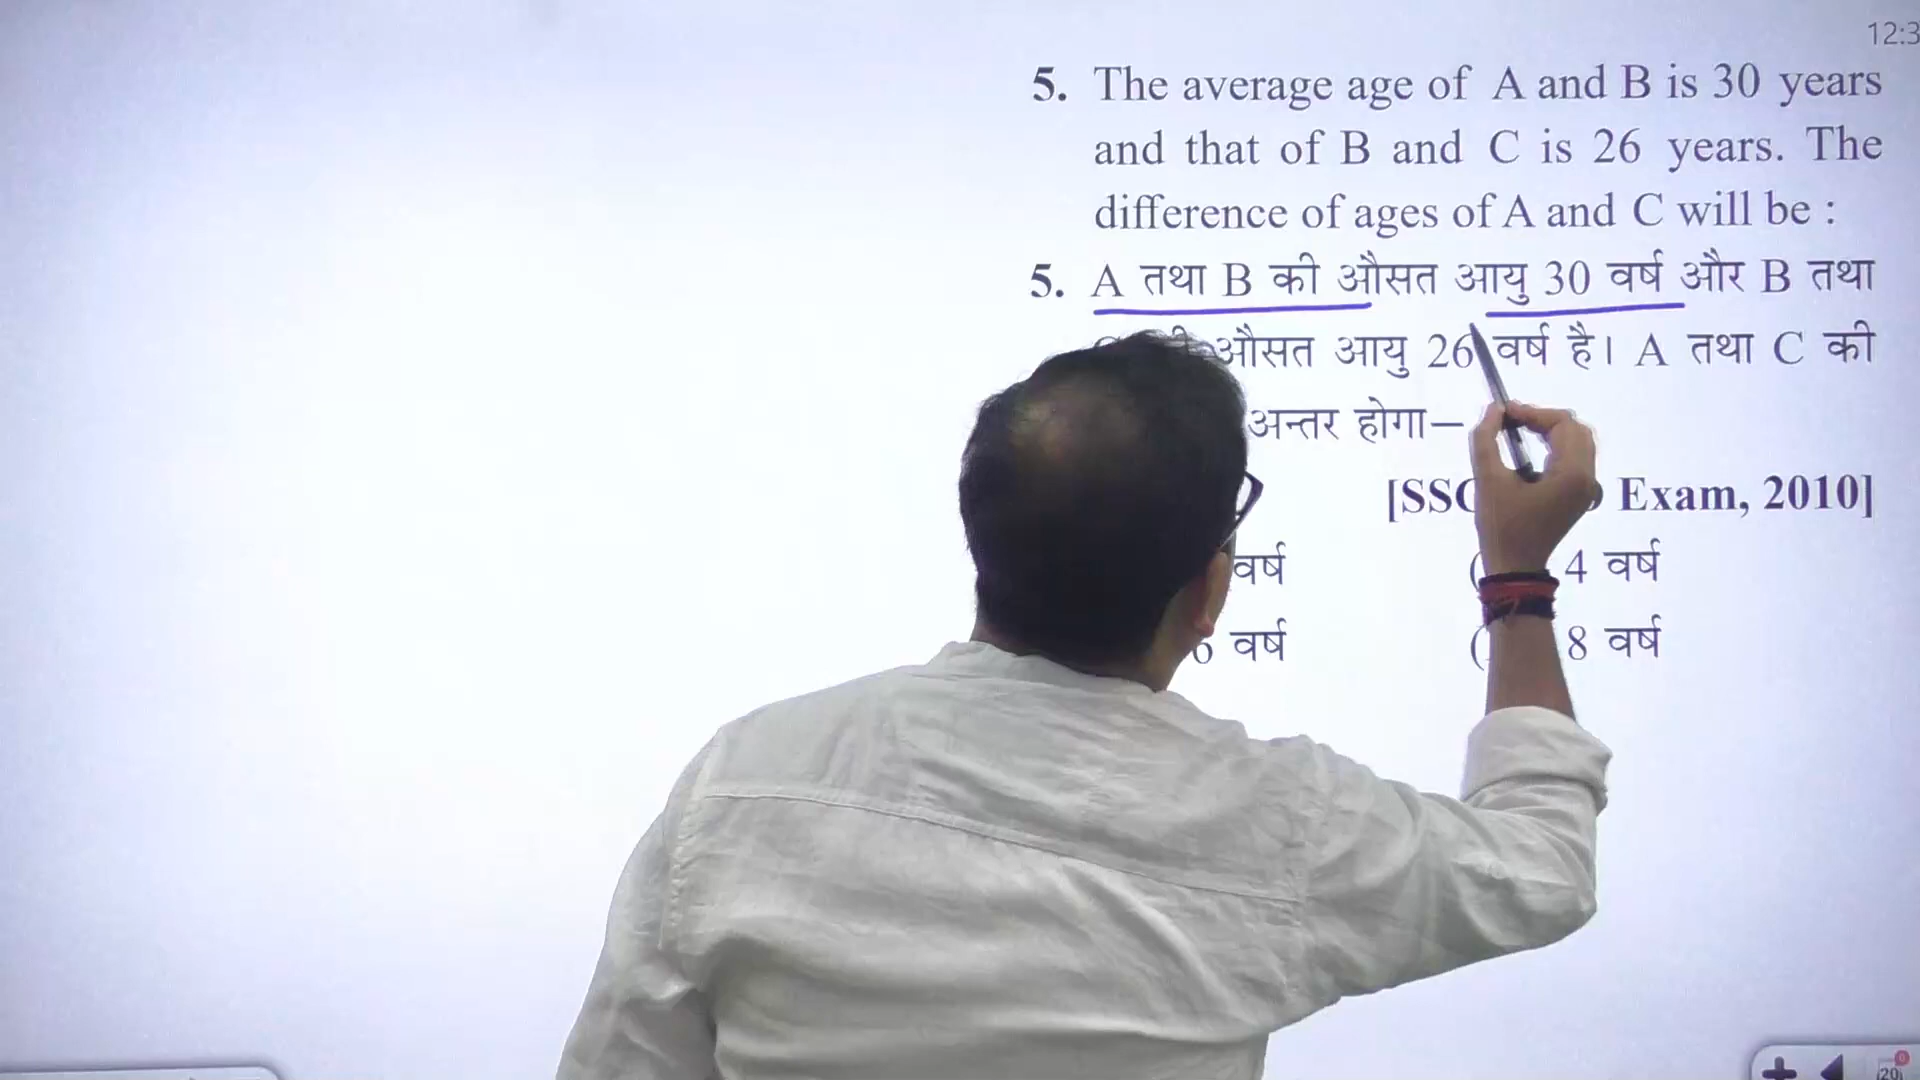 12:3
5. The average age of A and B is 30 years
and that of B and C is 26 years. The
difference of ages of A and C will be :
5. A तथा B की औसत आयु 30 वर्ष और B तथा
औसत आयु 26 वर्ष है। A तथा C की
अन्तर होगा–
[SSC Exam, 2010]
वर्ष ( 4 वर्ष
6 वर्ष ( 8 वर्ष
20